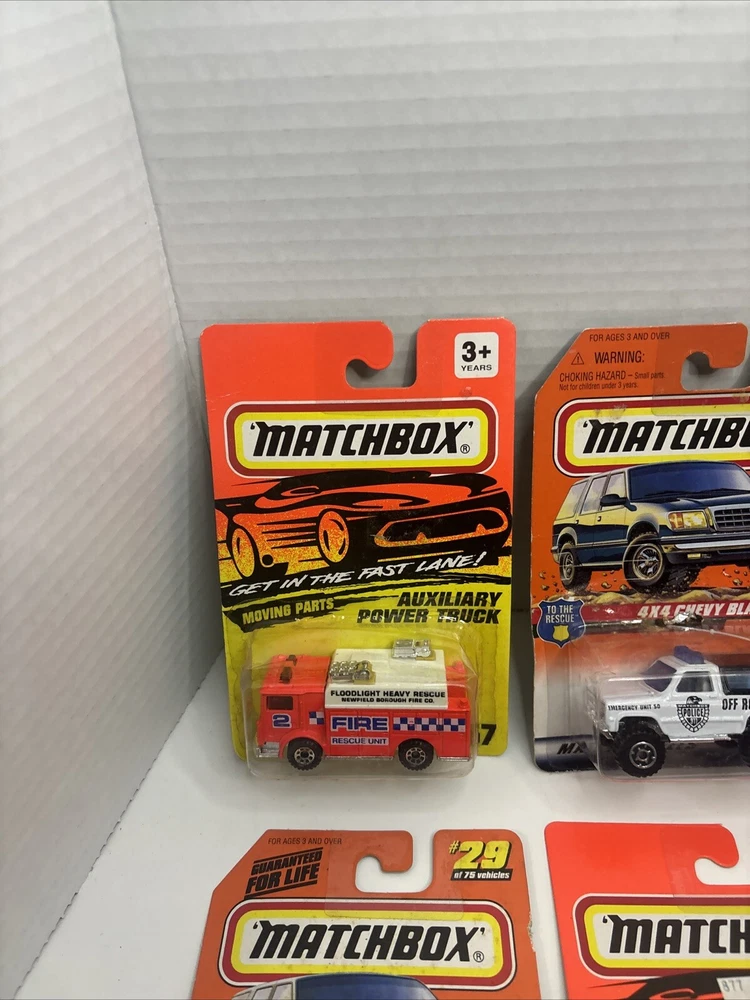 3+
YEARS
'MATCHBOX'®
GET IN THE FAST LANE!
MOVING PARTS
AUXILIARY
POWER TRUCK
FLOODLIGHT HEAVY RESCUE
NEWFIELD BOROUGH FIRE CO.
2
FIRE
RESCUE UNIT
7
FOR AGES 3 AND OVER
WARNING:
CHOKING HAZARD – Small parts
Not for children under 3 years.
'MATCHBO
TO THE
RESCUE
4X4 CHEVY BLA
EMERGENCY UNIT 50
POLICE
OFF R
FOR AGES 3 AND OVER
GUARANTEED
FOR LIFE
#29
of 75 vehicles
'MATCHBOX'®
'MATCH
877